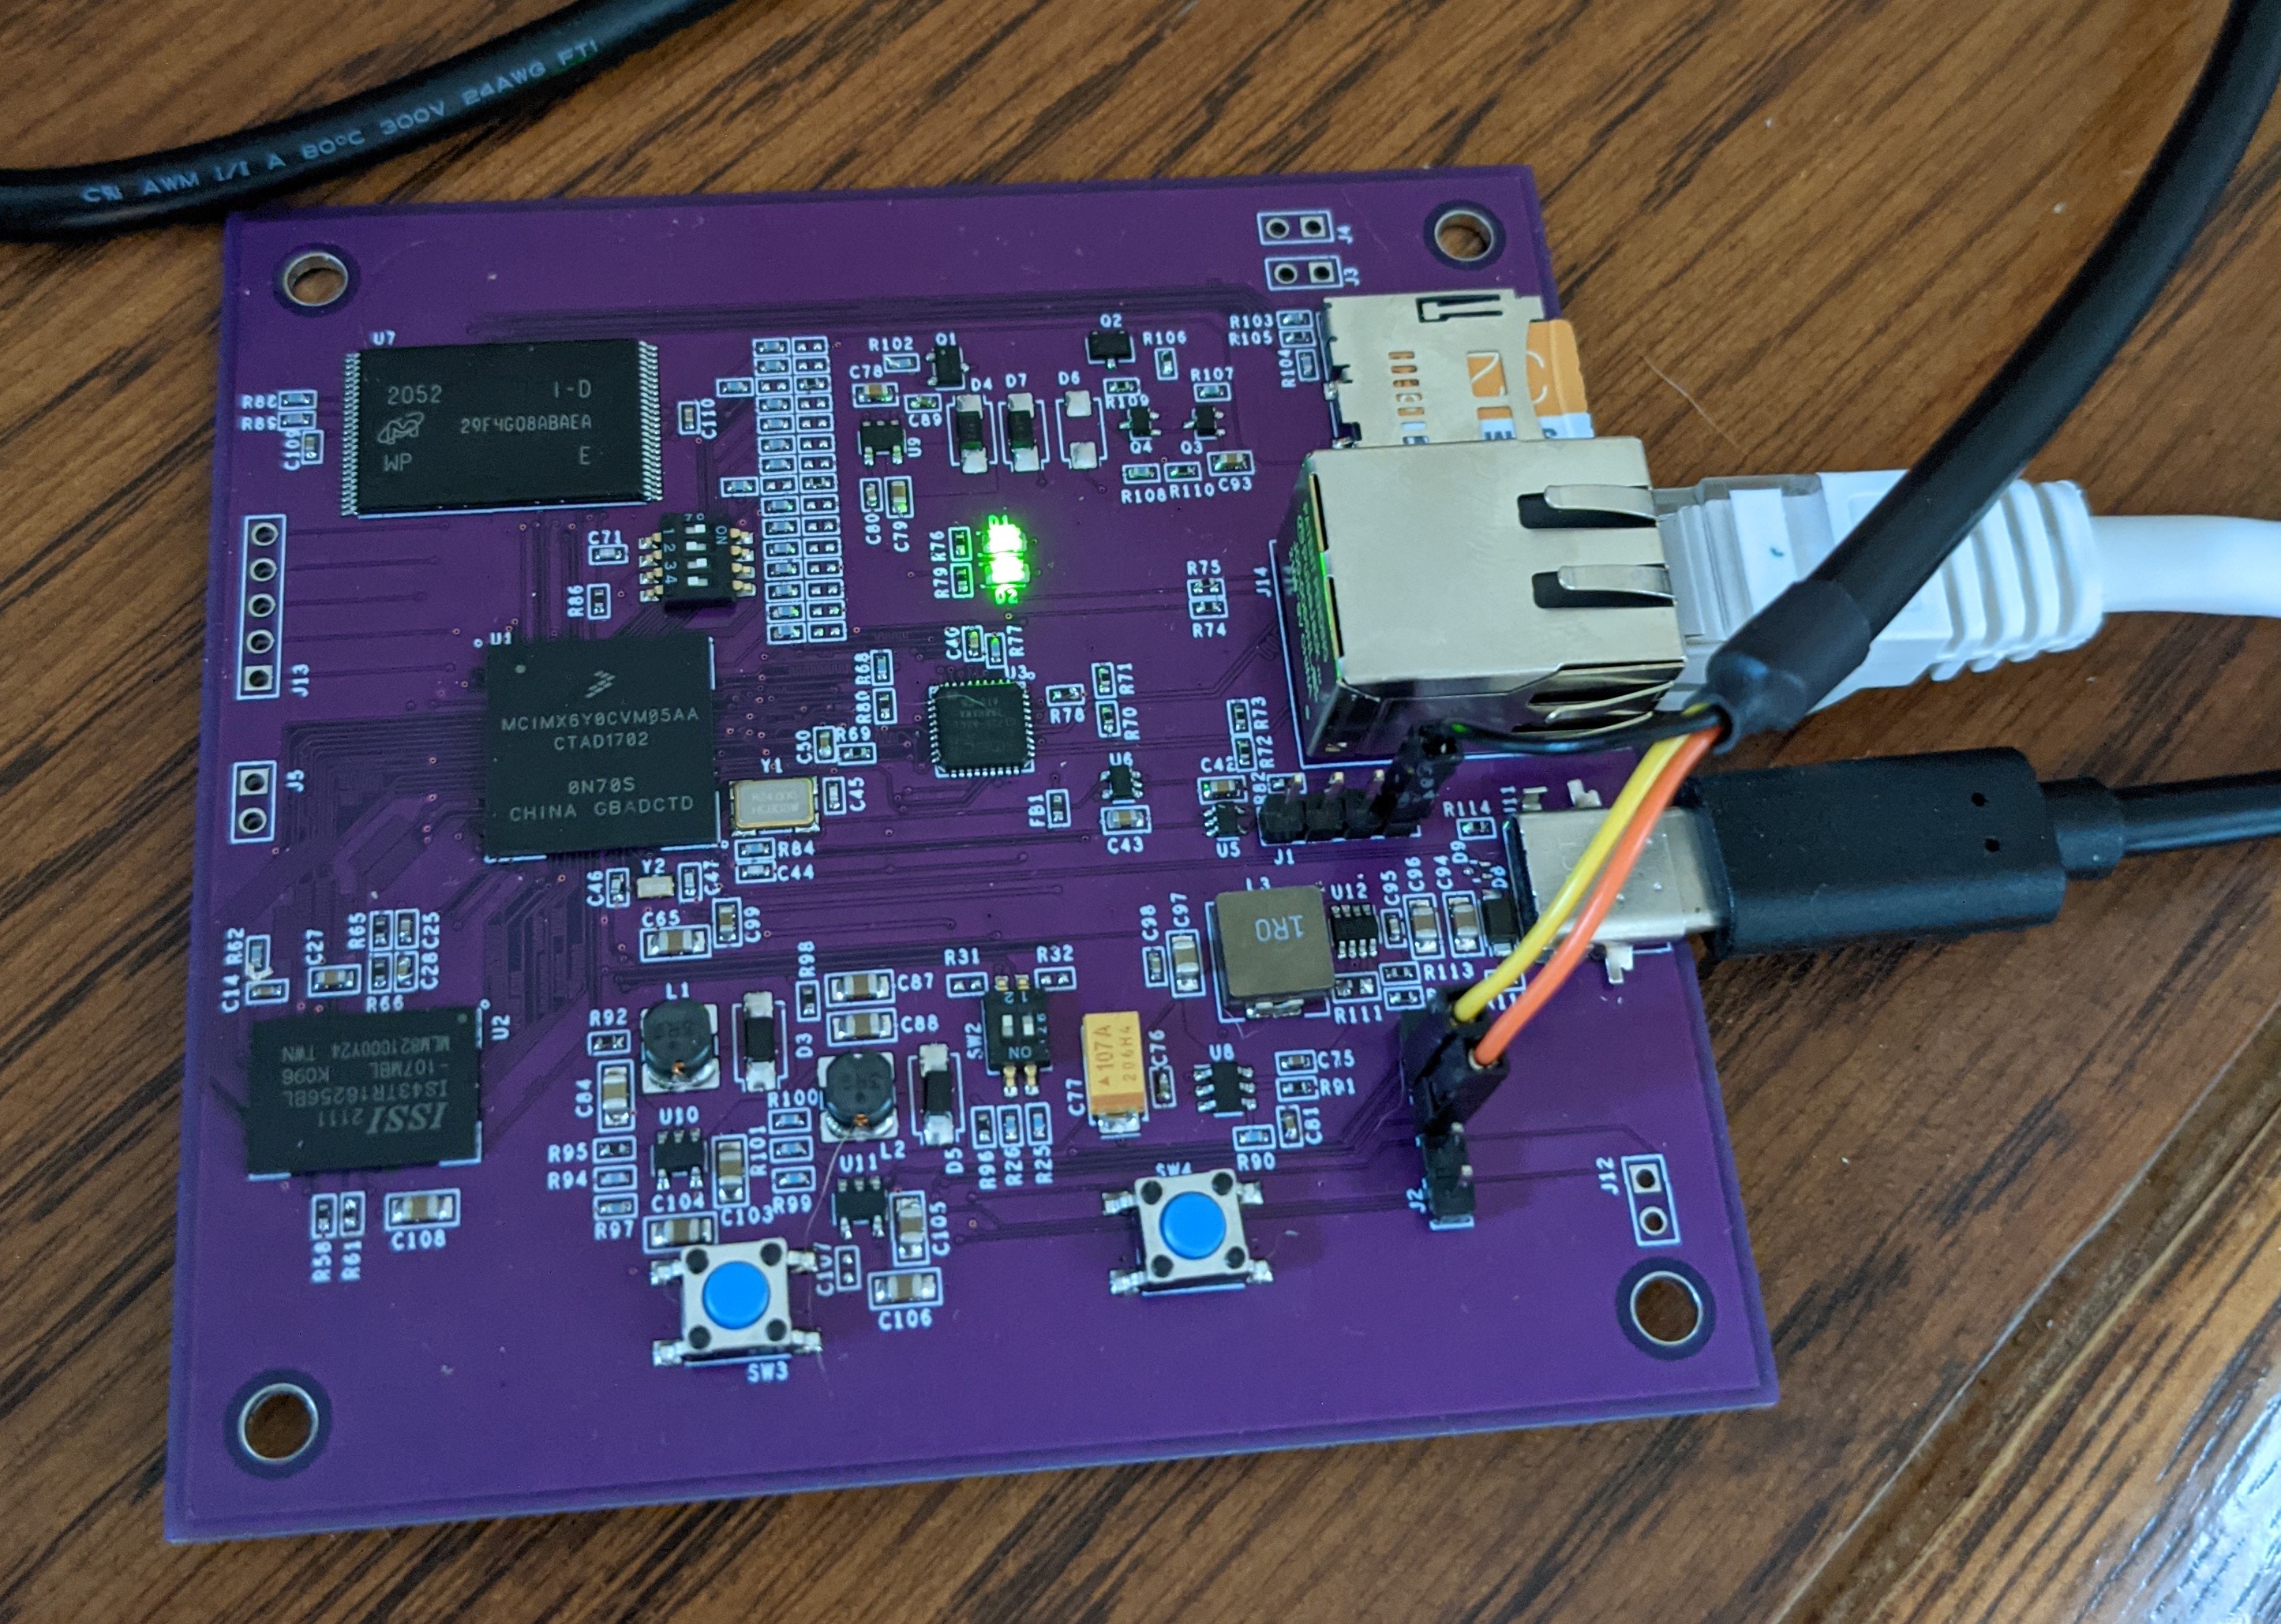 CSI AWM I/I A 80°C 300V 24AWG FT1
J4
J3
U7
2052 I-D
29F4G08ABAEA
WP E
R82
R89
C109
C110
R102
Q1
Q2
R106
R103
R105
R104
C78
D4
D7
D6
R107
C89
R109
U9
Q4
Q3
R108
R110
C93
C80
C79
C71
1 2 3 4
ON
R86
R76
R79
R75
R74
J14
J13
U1
MCIMX6Y0CVM05AA
CTAD1702
0N70S
CHINA GBADCTD
C40
R77
R68
R80
R78
R71
R70
R73
R72
C50
R69
Y1
C45
U6
FB1
C43
C42
R82
U5
J1
J5
R84
C44
Y2
C46
C47
C65
C99
R114
J11
D9
D8
L3
1R0
U12
C95
C96
C94
C98
C97
R113
R111
R62
C14
C27
R65
C25
C28
R66
U2
ISSI 2111
IS43TR16256BL
-107MBL K096
MLM821000Y24 TWN
R98
C87
C88
R31
R32
L1
R92
D3
SW2
1 2
ON
107A
206H4
C77
C76
U8
C75
R91
C81
R90
C84
U10
R100
R101
R99
L2
D5
R96
R26
R25
R95
R94
R97
C104
C103
U11
C105
C107
C106
R58
R61
C108
SW3
SW4
J2
J12